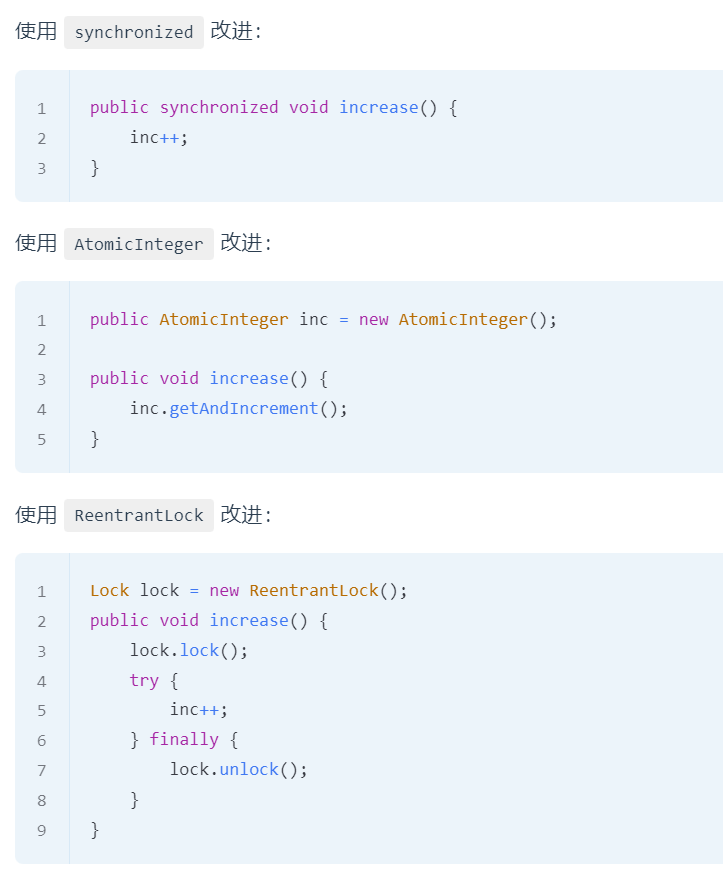 使用 synchronized 改进：
1 public synchronized void increase() {
2     inc++;
3 }
使用 AtomicInteger 改进：
1 public AtomicInteger inc = new AtomicInteger();
2
3 public void increase() {
4     inc.getAndIncrement();
5 }
使用 ReentrantLock 改进：
1 Lock lock = new ReentrantLock();
2 public void increase() {
3     lock.lock();
4     try {
5         inc++;
6     } finally {
7         lock.unlock();
8     }
9 }